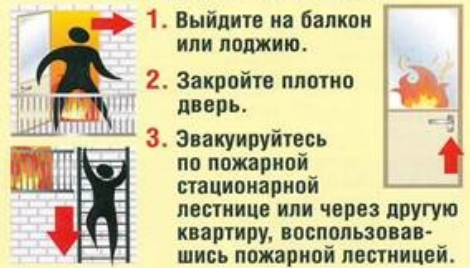 1. Выйдите на балкон
или лоджию.
2. Закройте плотно
дверь.
3. Эвакуируйтесь
по пожарной
стационарной
лестнице или через другую
квартиру, воспользовав-
шись пожарной лестницей.